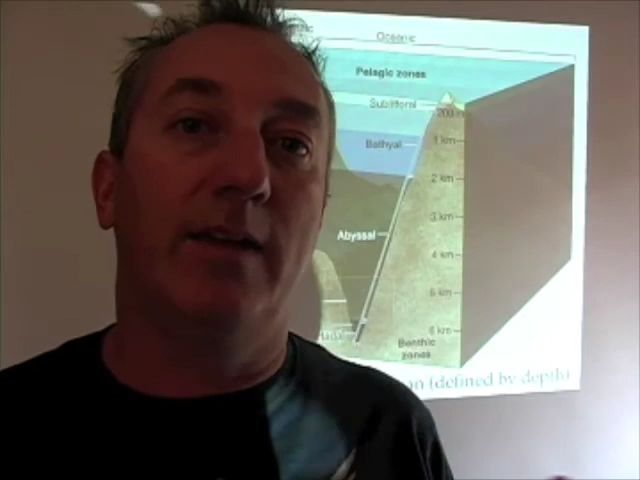 Oceanic
Pelagic zones
Sublittoral
200 m
1 km
Bathyal
2 km
3 km
Abyssal
4 km
5 km
6 km
Benthic
zones
(defined by depth)